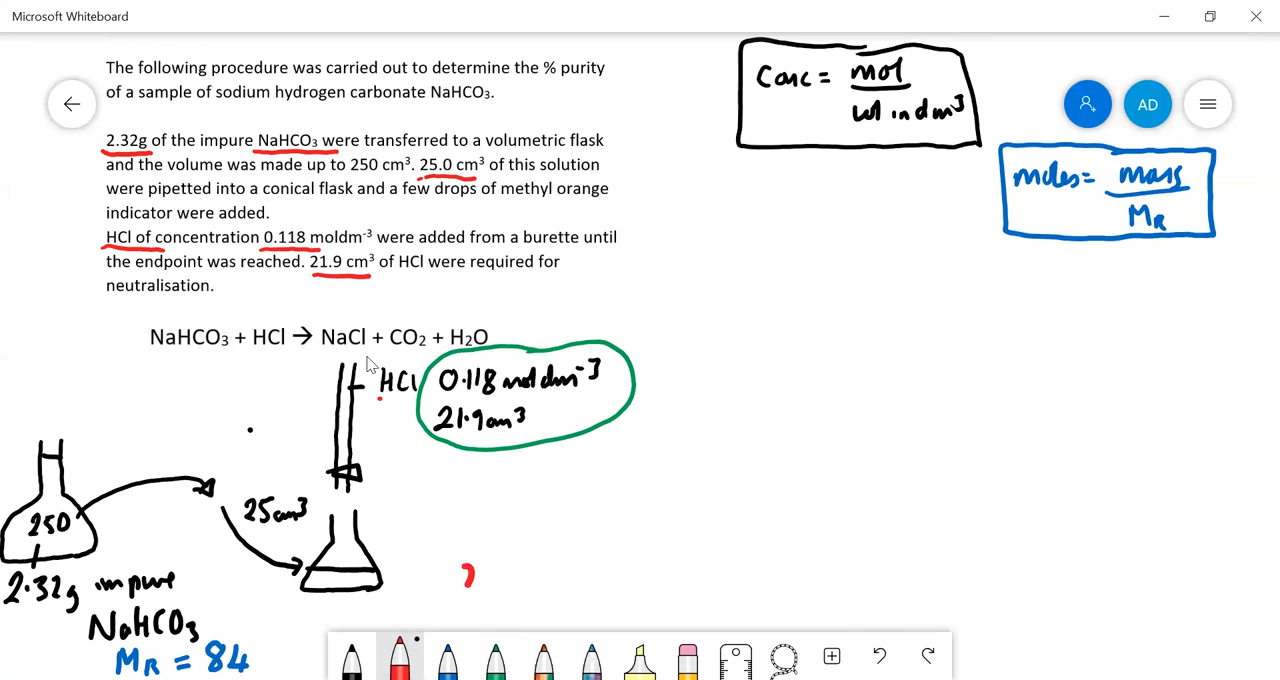 Microsoft Whiteboard
The following procedure was carried out to determine the % purity
of a sample of sodium hydrogen carbonate NaHCO₃.
2.32g of the impure NaHCO₃ were transferred to a volumetric flask
and the volume was made up to 250 cm³. 25.0 cm³ of this solution
were pipetted into a conical flask and a few drops of methyl orange
indicator were added.
HCl of concentration 0.118 moldm⁻³ were added from a burette until
the endpoint was reached. 21.9 cm³ of HCl were required for
neutralisation.
NaHCO₃ + HCl → NaCl + CO₂ + H₂O
HCl
0.118 mol dm⁻³
21.9cm³
250
25cm³
2.32g impure
NaHCO₃
MR = 84
Conc = mol
in dm³
AD
moles = mass
MR